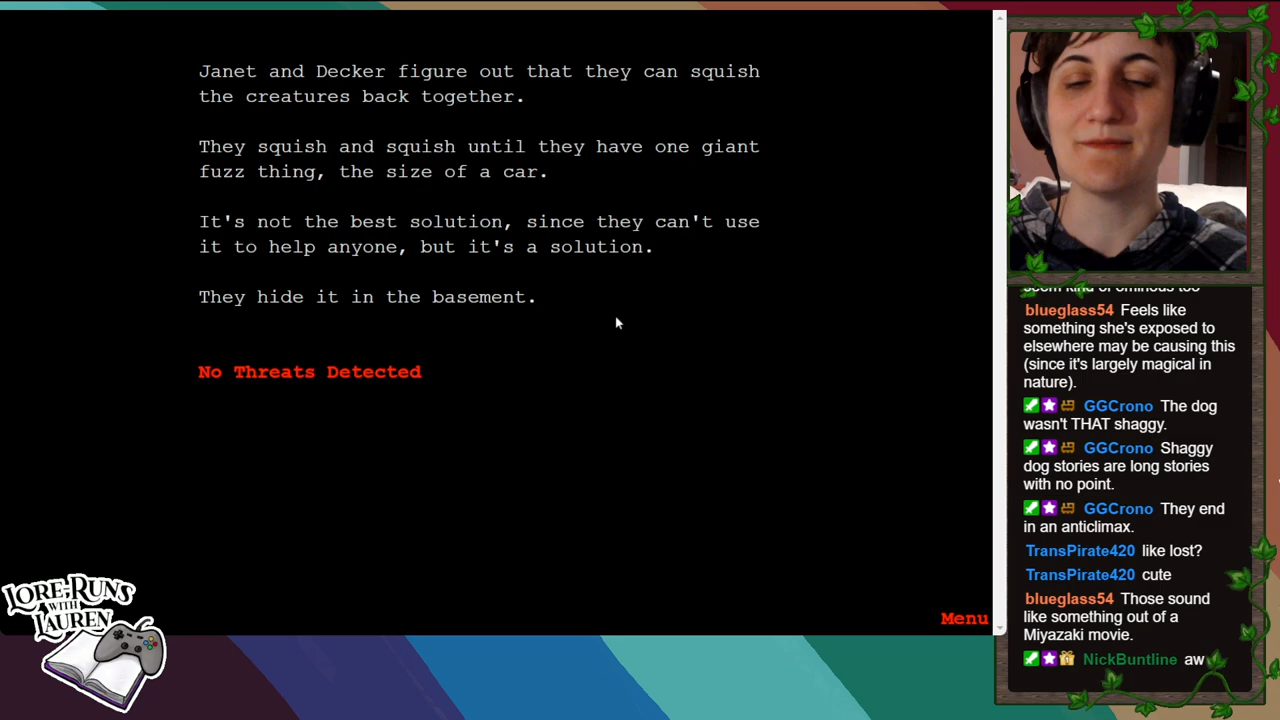 Janet and Decker figure out that they can squish
the creatures back together.
They squish and squish until they have one giant
fuzz thing, the size of a car.
It's not the best solution, since they can't use
it to help anyone, but it's a solution.
They hide it in the basement.
No Threats Detected
Menu
LORE-RUNS
WITH
LAUREN
seem kind of ominous too
blueglass54 Feels like
something she's exposed to
elsewhere may be causing this
(since it's largely magical in
nature).
GGCrono The dog
wasn't THAT shaggy.
GGCrono Shaggy
dog stories are long stories
with no point.
GGCrono They end
in an anticlimax.
TransPirate420 like lost?
TransPirate420 cute
blueglass54 Those sound
like something out of a
Miyazaki movie.
NickBuntline aw